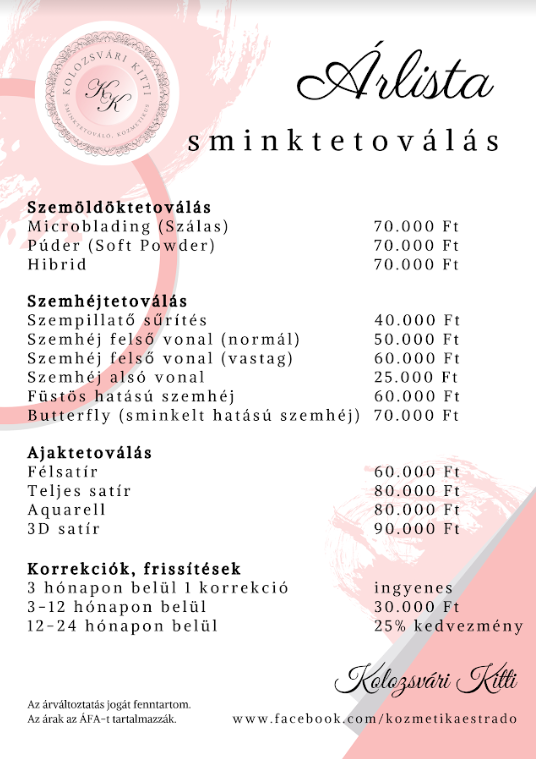 KOLOZSVÁRI KITTI
KK
SMINKTETOVÁLÓ, KOZMETIKUS
Árlista
sminktetoválás
Szemöldöktetoválás
Microblading (Szálas) 70.000 Ft
Púder (Soft Powder) 70.000 Ft
Hibrid 70.000 Ft
Szemhéjtetoválás
Szempillatő sűrítés 40.000 Ft
Szemhéj felső vonal (normál) 50.000 Ft
Szemhéj felső vonal (vastag) 60.000 Ft
Szemhéj alsó vonal 25.000 Ft
Füstös hatású szemhéj 60.000 Ft
Butterfly (sminkelt hatású szemhéj) 70.000 Ft
Ajaktetoválás
Félsatír 60.000 Ft
Teljes satír 80.000 Ft
Aquarell 80.000 Ft
3D satír 90.000 Ft
Korrekciók, frissítések
3 hónapon belül 1 korrekció ingyenes
3-12 hónapon belül 30.000 Ft
12-24 hónapon belül 25% kedvezmény
Kolozsvári Kitti
Az árváltoztatás jogát fenntartom.
Az árak az ÁFA-t tartalmazzák.
www.facebook.com/kozmetikaestrado